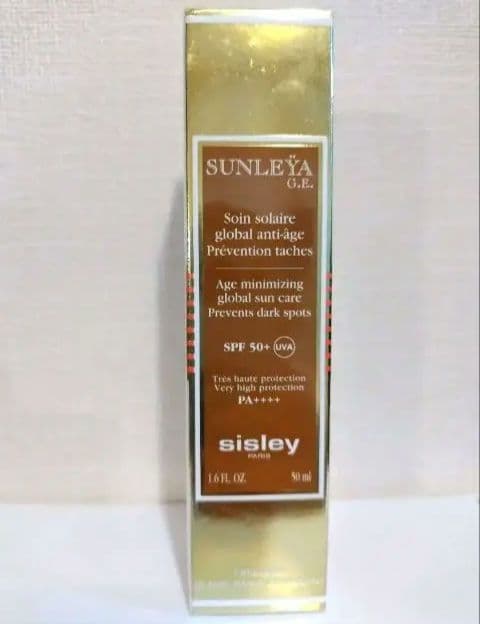 SUNLEŸA
G.E.
Soin solaire
global anti-âge
Prévention taches
Age minimizing
global sun care
Prevents dark spots
SPF 50+ UVA
Très haute protection
Very high protection
PA++++
sisley
PARIS
1.6 FL. OZ. 50 ml